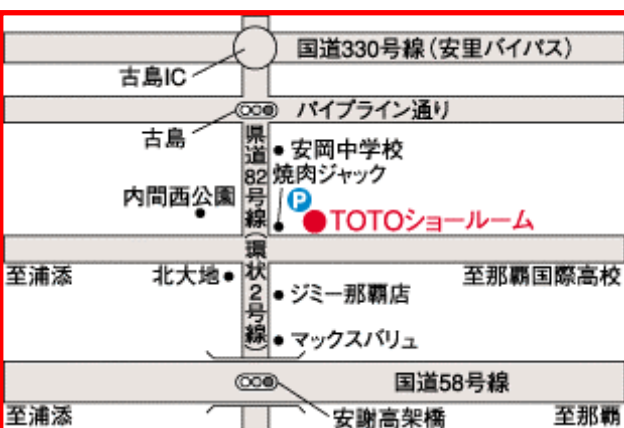 国道330号線(安里バイパス)
古島IC
パイプライン通り
古島
県道82号線(環状2号線)
安岡中学校
焼肉ジャック
内間西公園
P
TOTOショールーム
至浦添
北大地
至那覇国際高校
ジミー那覇店
マックスバリュ
国道58号線
至浦添
安謝高架橋
至那覇